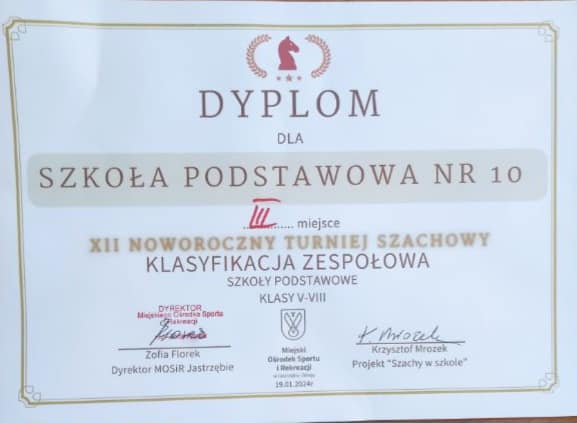 DYPLOM
DLA
SZKOŁA PODSTAWOWA NR 10
III miejsce
XII NOWOROCZNY TURNIEJ SZACHOWY
KLASYFIKACJA ZESPOŁOWA
SZKOŁY PODSTAWOWE
KLASY V-VIII
DYREKTOR
Miejskiego Ośrodka Sportu
i Rekreacji
Zofia Florek
Dyrektor MOSiR Jastrzębie
Miejski
Ośrodek Sportu
i Rekreacji
19.01.2024r
K. Mrozek
Krzysztof Mrozek
Projekt "Szachy w szkole"